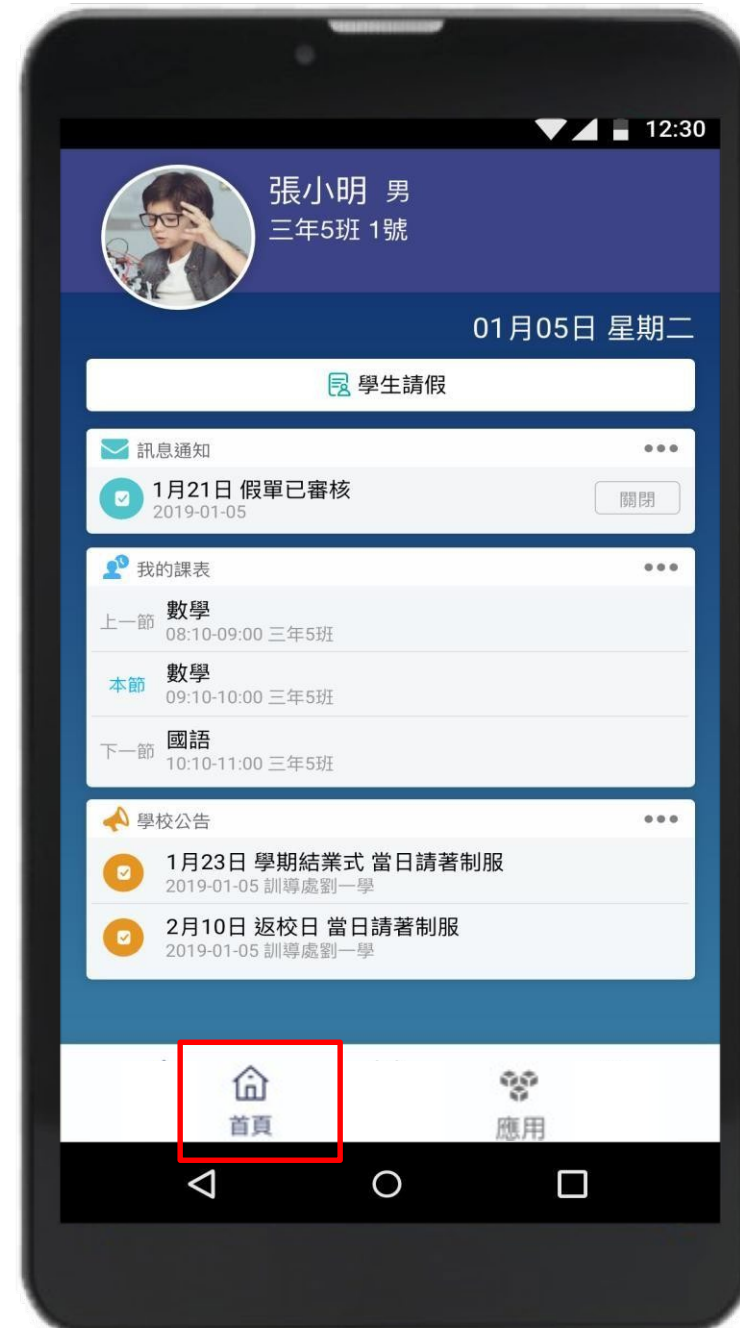 12:30
張小明 男
三年5班 1號
01月05日 星期二
學生請假
訊息通知
1月21日 假單已審核
2019-01-05
關閉
我的課表
上一節 數學
08:10-09:00 三年5班
本節 數學
09:10-10:00 三年5班
下一節 國語
10:10-11:00 三年5班
學校公告
1月23日 學期結業式 當日請著制服
2019-01-05 訓導處劉一學
2月10日 返校日 當日請著制服
2019-01-05 訓導處劉一學
首頁 應用